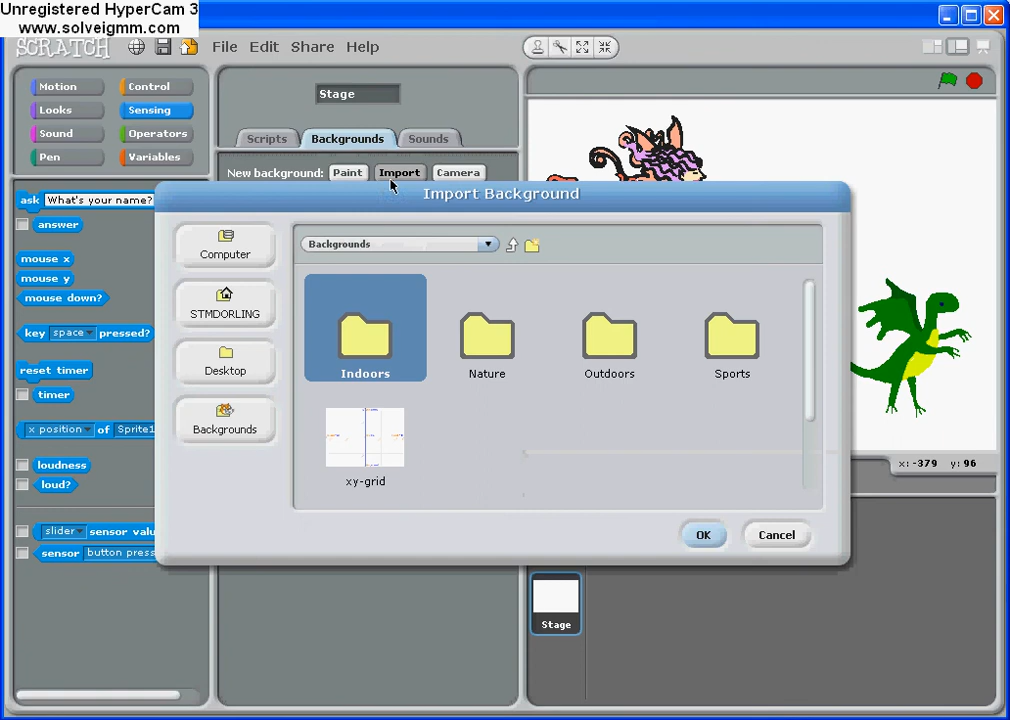 Unregistered HyperCam 3
www.solveigmm.com
SCRATCH
File Edit Share Help
Motion Control
Looks Sensing
Sound Operators
Pen Variables
Stage
Scripts Backgrounds Sounds
New background: Paint Import Camera
ask What's your name?
answer
mouse x
mouse y
mouse down?
key space pressed?
reset timer
timer
x position of Sprite1
loudness
loud?
slider sensor valu
sensor button press
Import Background
Computer
STMDORLING
Desktop
Backgrounds
Backgrounds
Indoors Nature Outdoors Sports
xy-grid
OK Cancel
x: -379 y: 96
Stage